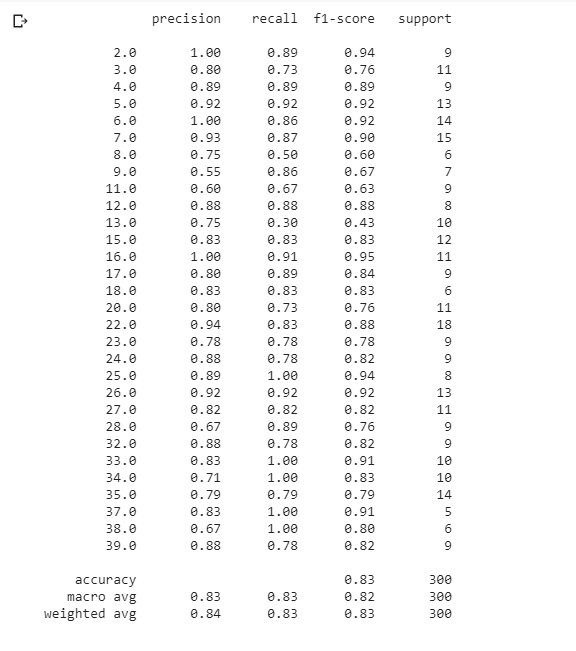 precision recall f1-score support
2.0 1.00 0.89 0.94 9
3.0 0.80 0.73 0.76 11
4.0 0.89 0.89 0.89 9
5.0 0.92 0.92 0.92 13
6.0 1.00 0.86 0.92 14
7.0 0.93 0.87 0.90 15
8.0 0.75 0.50 0.60 6
9.0 0.55 0.86 0.67 7
11.0 0.60 0.67 0.63 9
12.0 0.88 0.88 0.88 8
13.0 0.75 0.30 0.43 10
15.0 0.83 0.83 0.83 12
16.0 1.00 0.91 0.95 11
17.0 0.80 0.89 0.84 9
18.0 0.83 0.83 0.83 6
20.0 0.80 0.73 0.76 11
22.0 0.94 0.83 0.88 18
23.0 0.78 0.78 0.78 9
24.0 0.88 0.78 0.82 9
25.0 0.89 1.00 0.94 8
26.0 0.92 0.92 0.92 13
27.0 0.82 0.82 0.82 11
28.0 0.67 0.89 0.76 9
32.0 0.88 0.78 0.82 9
33.0 0.83 1.00 0.91 10
34.0 0.71 1.00 0.83 10
35.0 0.79 0.79 0.79 14
37.0 0.83 1.00 0.91 5
38.0 0.67 1.00 0.80 6
39.0 0.88 0.78 0.82 9
accuracy 0.83 300
macro avg 0.83 0.83 0.82 300
weighted avg 0.84 0.83 0.83 300